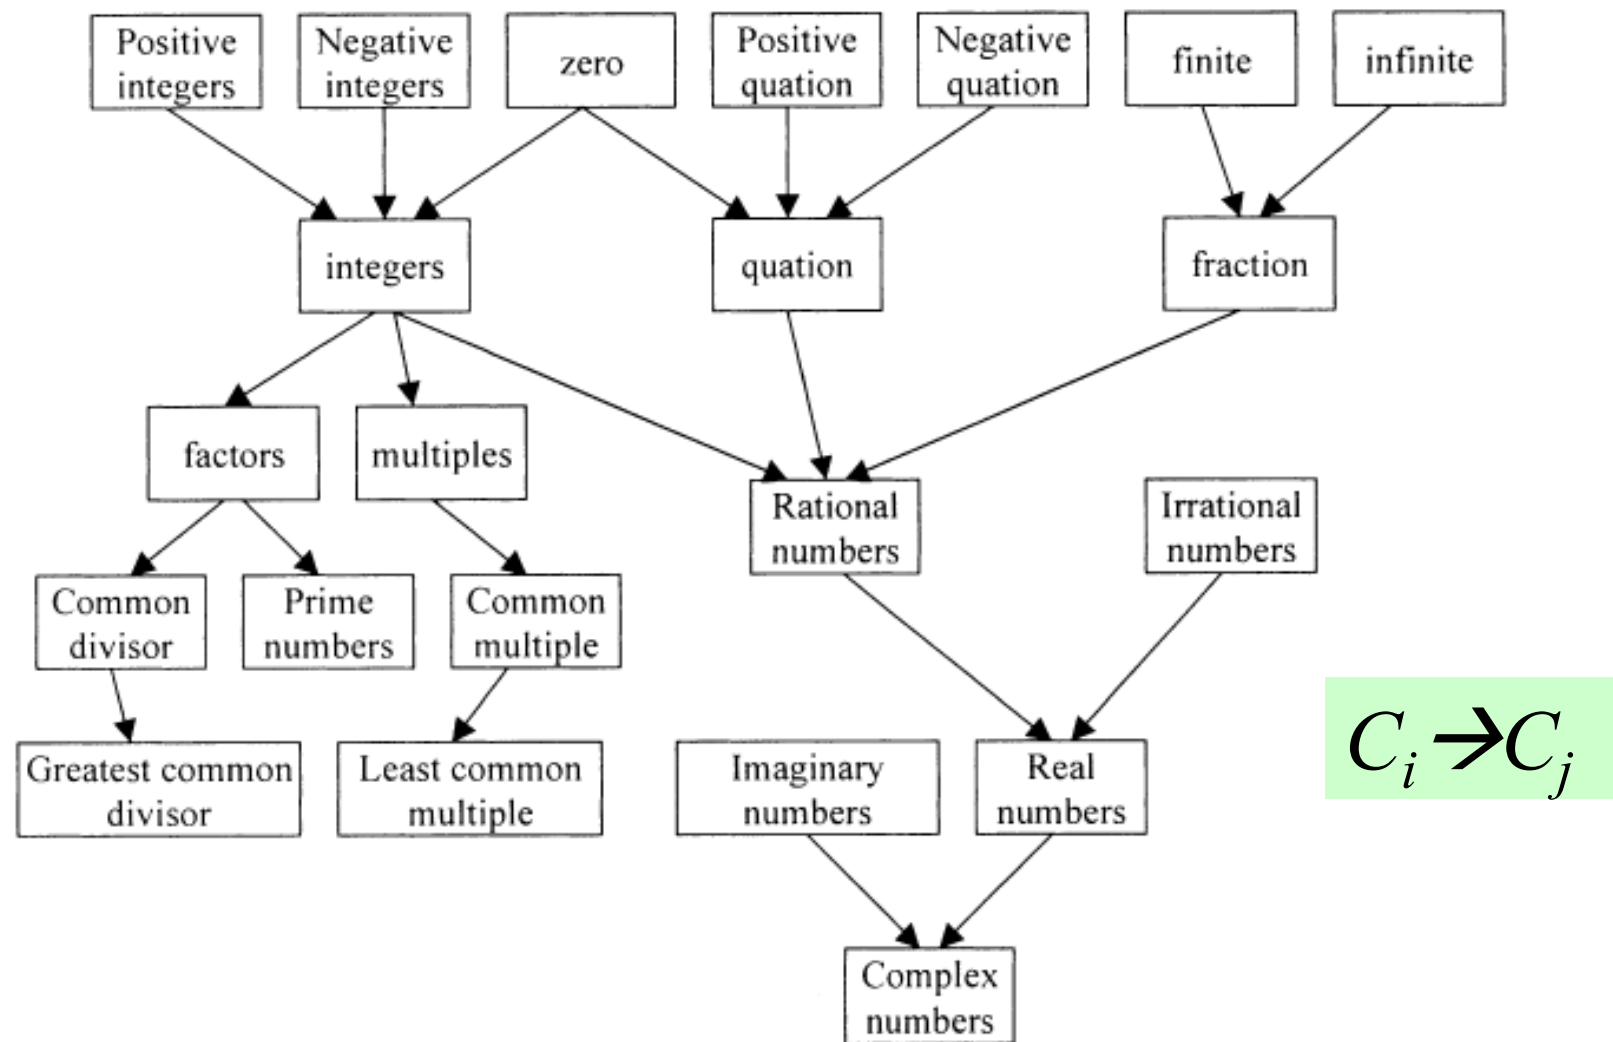 Positive
integers
Negative
integers
zero
Positive
quation
Negative
quation
finite
infinite
integers
quation
fraction
factors
multiples
Rational
numbers
Irrational
numbers
Common
divisor
Prime
numbers
Common
multiple
Greatest common
divisor
Least common
multiple
Imaginary
numbers
Real
numbers
Cᵢ→Cⱼ
Complex
numbers